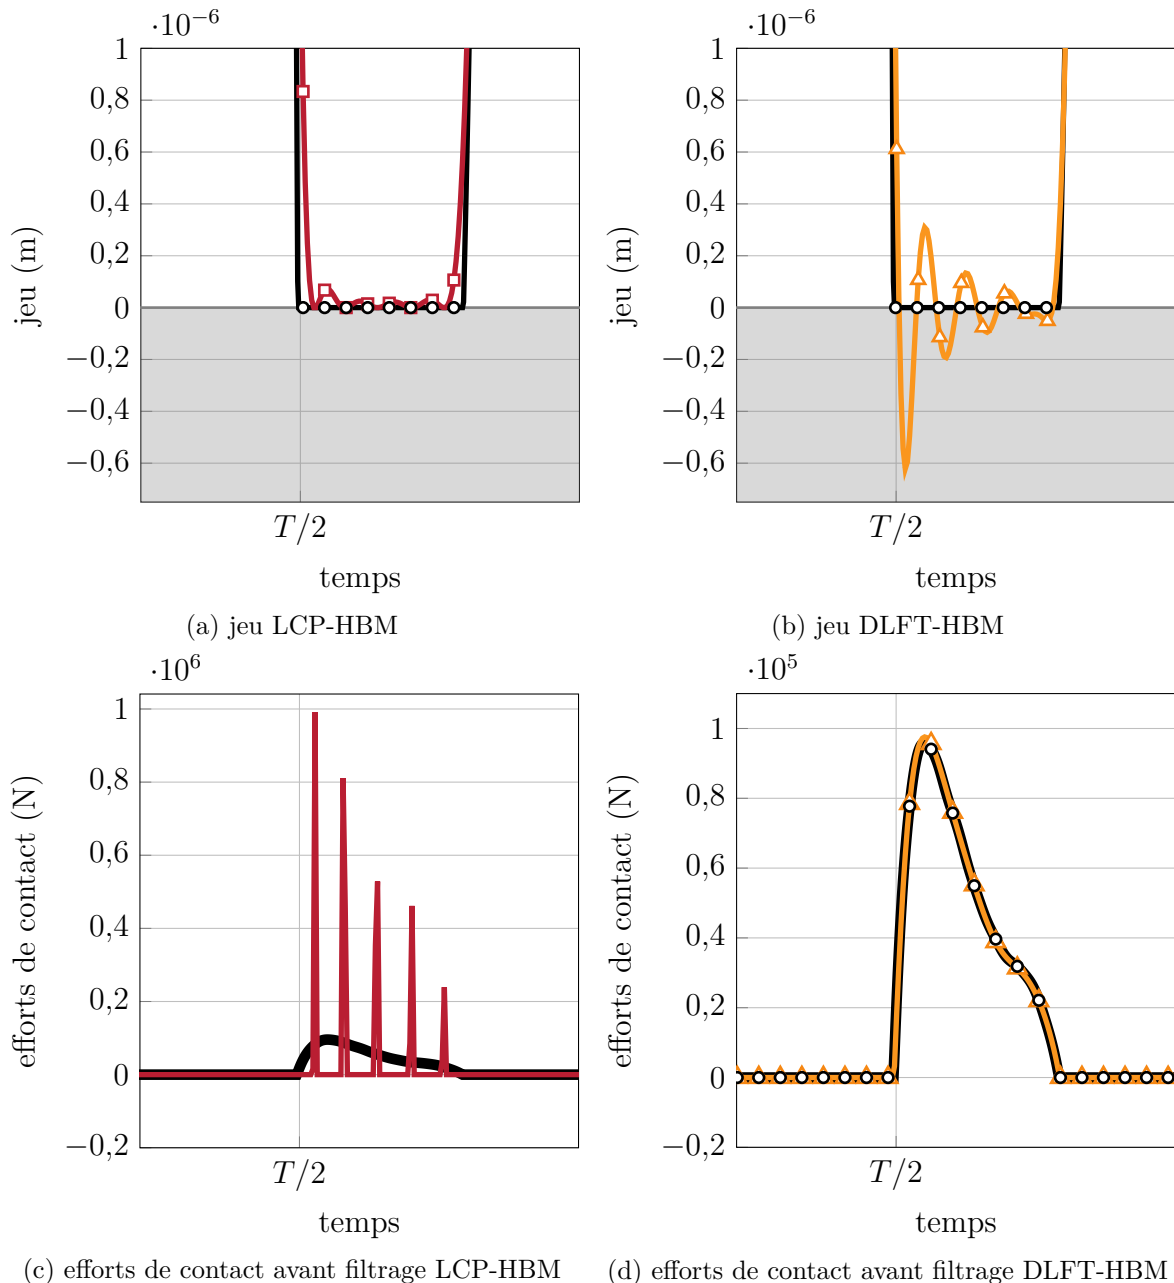 ·10⁻⁶
1
0,8
0,6
0,4
0,2
0
−0,2
−0,4
−0,6
jeu (m)
T/2
temps
(a) jeu LCP-HBM
·10⁻⁶
1
0,8
0,6
0,4
0,2
0
−0,2
−0,4
−0,6
jeu (m)
T/2
temps
(b) jeu DLFT-HBM
·10⁶
1
0,8
0,6
0,4
0,2
0
−0,2
efforts de contact (N)
T/2
temps
(c) efforts de contact avant filtrage LCP-HBM
·10⁵
1
0,8
0,6
0,4
0,2
0
−0,2
efforts de contact (N)
T/2
temps
(d) efforts de contact avant filtrage DLFT-HBM